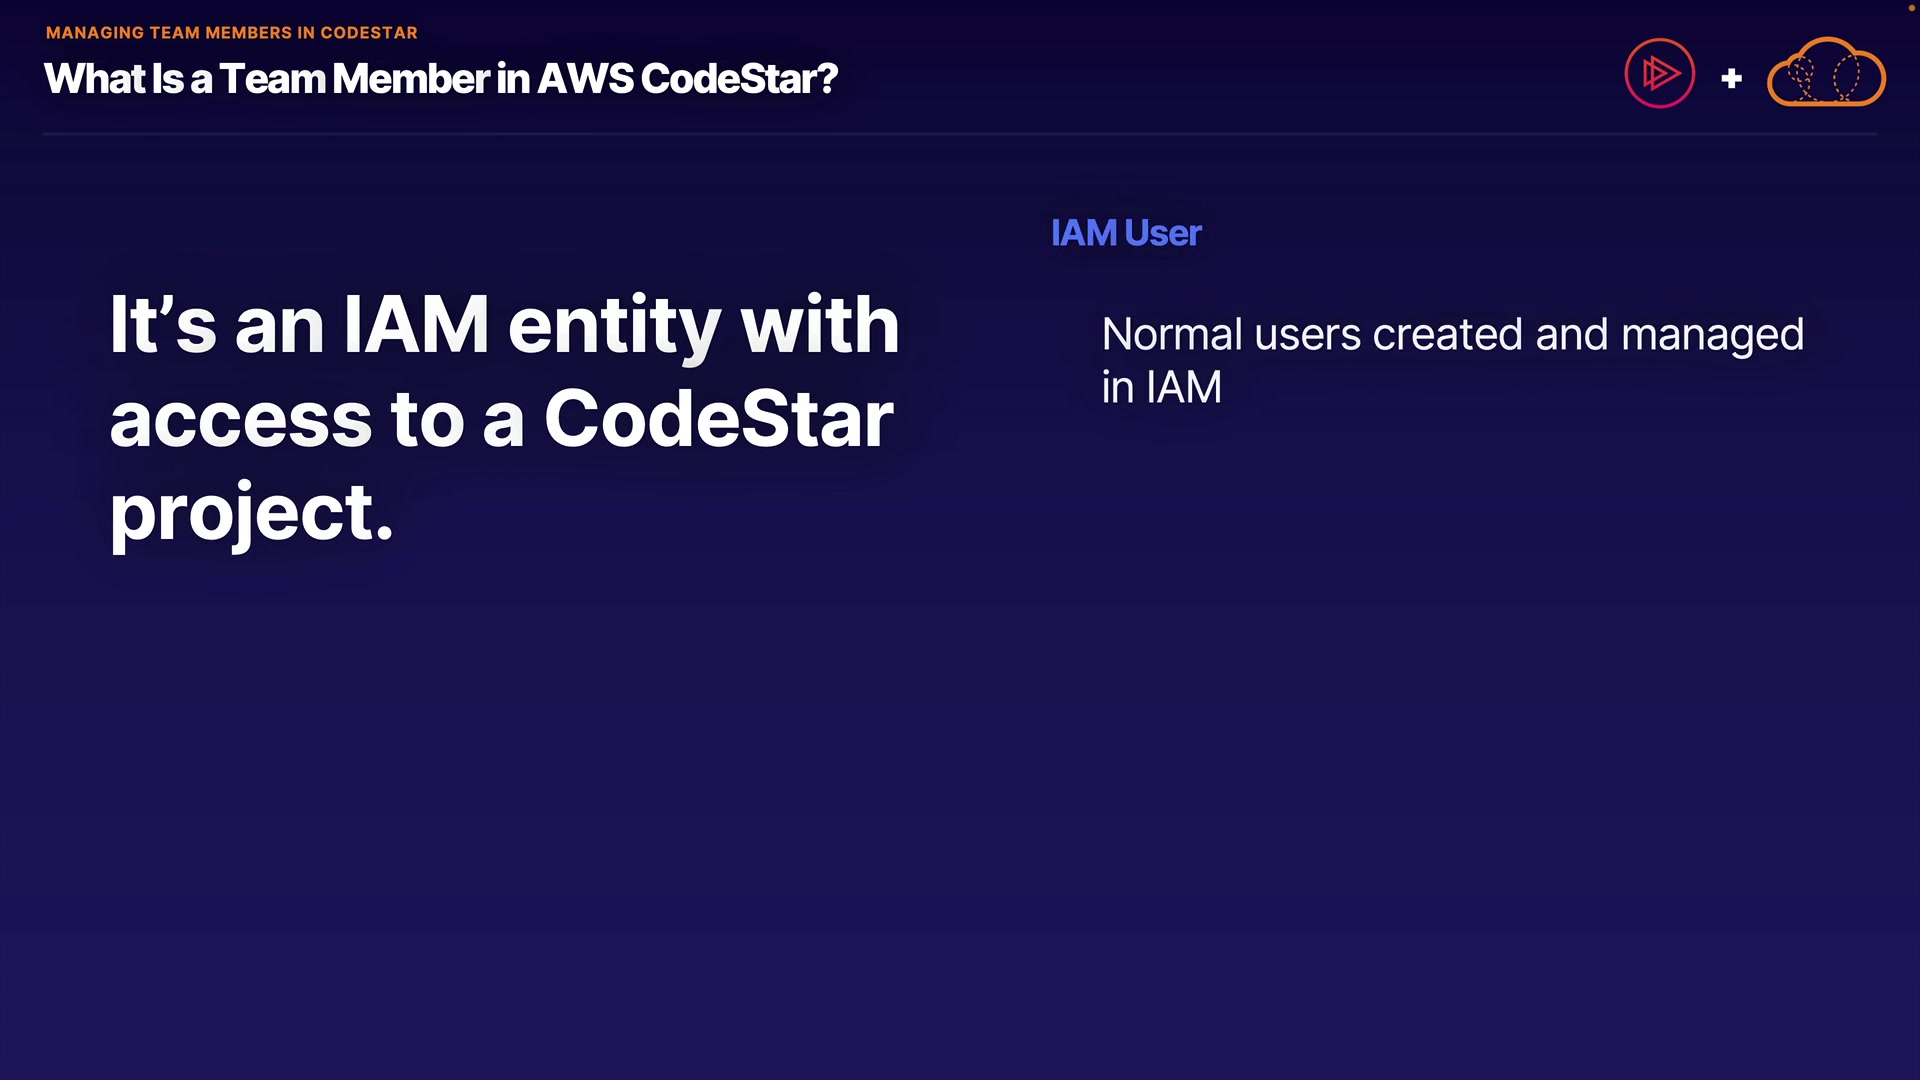 MANAGING TEAM MEMBERS IN CODESTAR
What Is a Team Member in AWS CodeStar?
+
It’s an IAM entity with
access to a CodeStar
project.
IAM User
Normal users created and managed
in IAM